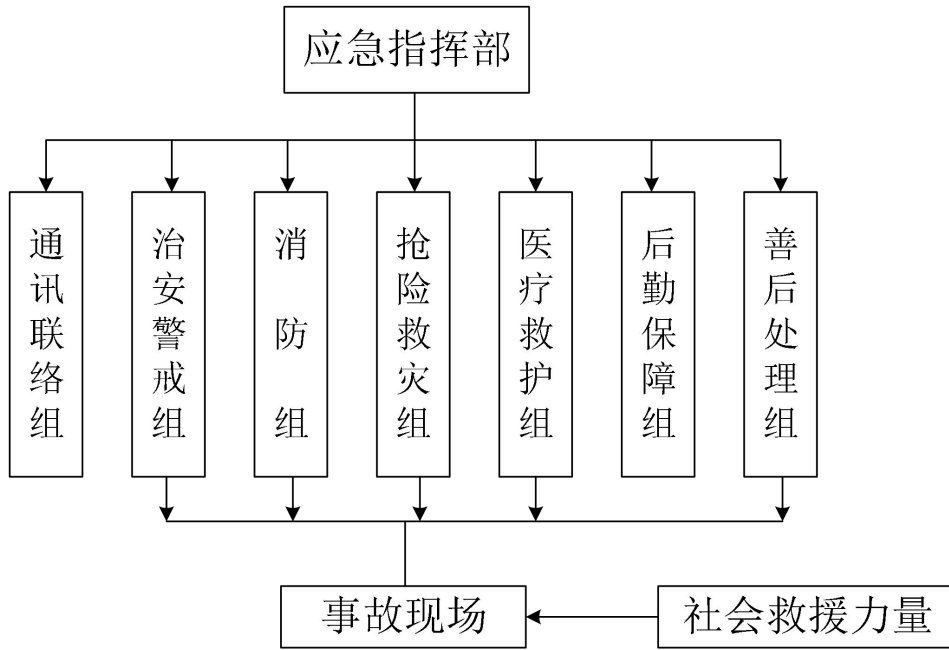 应急指挥部
通讯联络组
治安警戒组
消防组
抢险救灾组
医疗救护组
后勤保障组
善后处理组
事故现场
社会救援力量